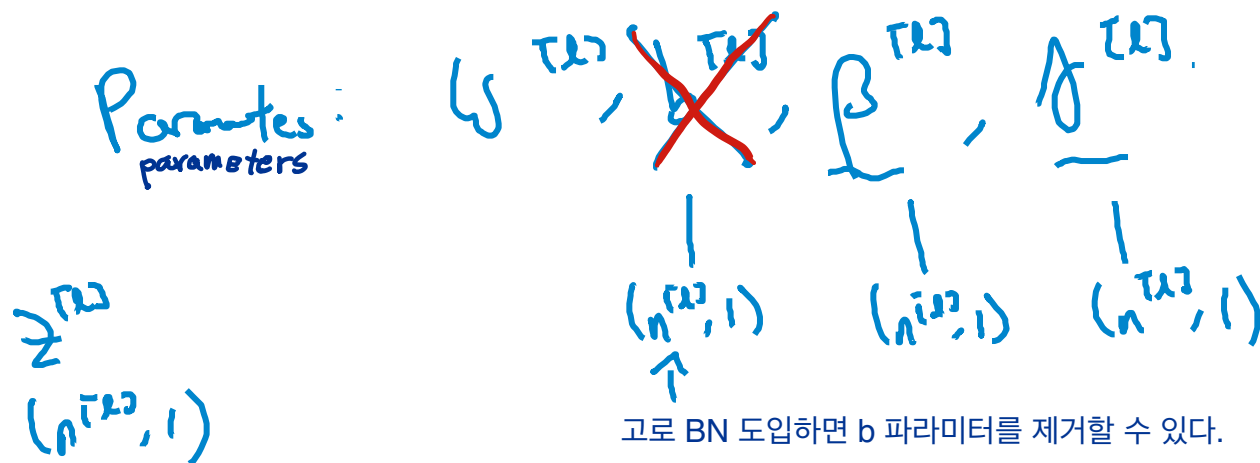 Parameters: W^[l], b^[l], β^[l], γ^[l].
parameters
(n^[l], 1) (n^[l], 1) (n^[l], 1)
z^[l]
(n^[l], 1)
고로 BN 도입하면 b 파라미터를 제거할 수 있다.